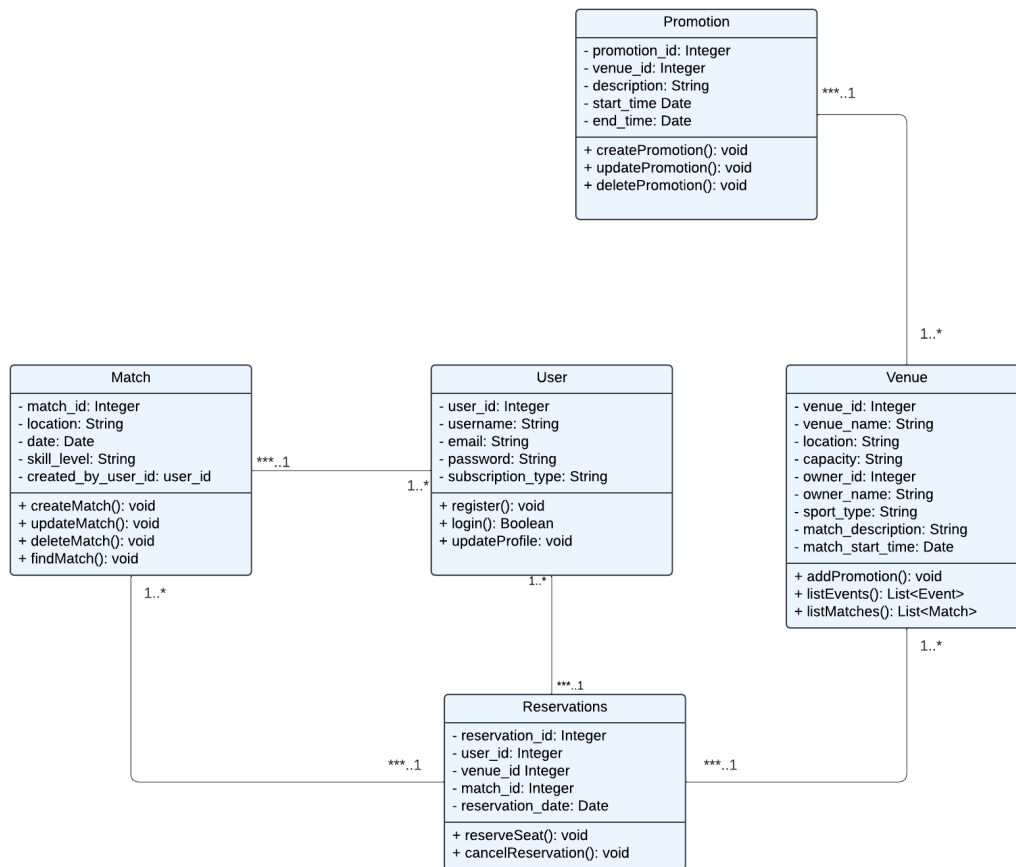 Promotion
- promotion_id: Integer
- venue_id: Integer
- description: String
- start_time Date
- end_time: Date
+ createPromotion(): void
+ updatePromotion(): void
+ deletePromotion(): void
***..1
1..*
Match
- match_id: Integer
- location: String
- date: Date
- skill_level: String
- created_by_user_id: user_id
+ createMatch(): void
+ updateMatch(): void
+ deleteMatch(): void
+ findMatch(): void
***..1
1..*
User
- user_id: Integer
- username: String
- email: String
- password: String
- subscription_type: String
+ register(): void
+ login(): Boolean
+ updateProfile: void
Venue
- venue_id: Integer
- venue_name: String
- location: String
- capacity: String
- owner_id: Integer
- owner_name: String
- sport_type: String
- match_description: String
- match_start_time: Date
+ addPromotion(): void
+ listEvents(): List<Event>
+ listMatches(): List<Match>
1..*
1..*
1..*
***..1
***..1
***..1
Reservations
- reservation_id: Integer
- user_id: Integer
- venue_id Integer
- match_id: Integer
- reservation_date: Date
+ reserveSeat(): void
+ cancelReservation(): void